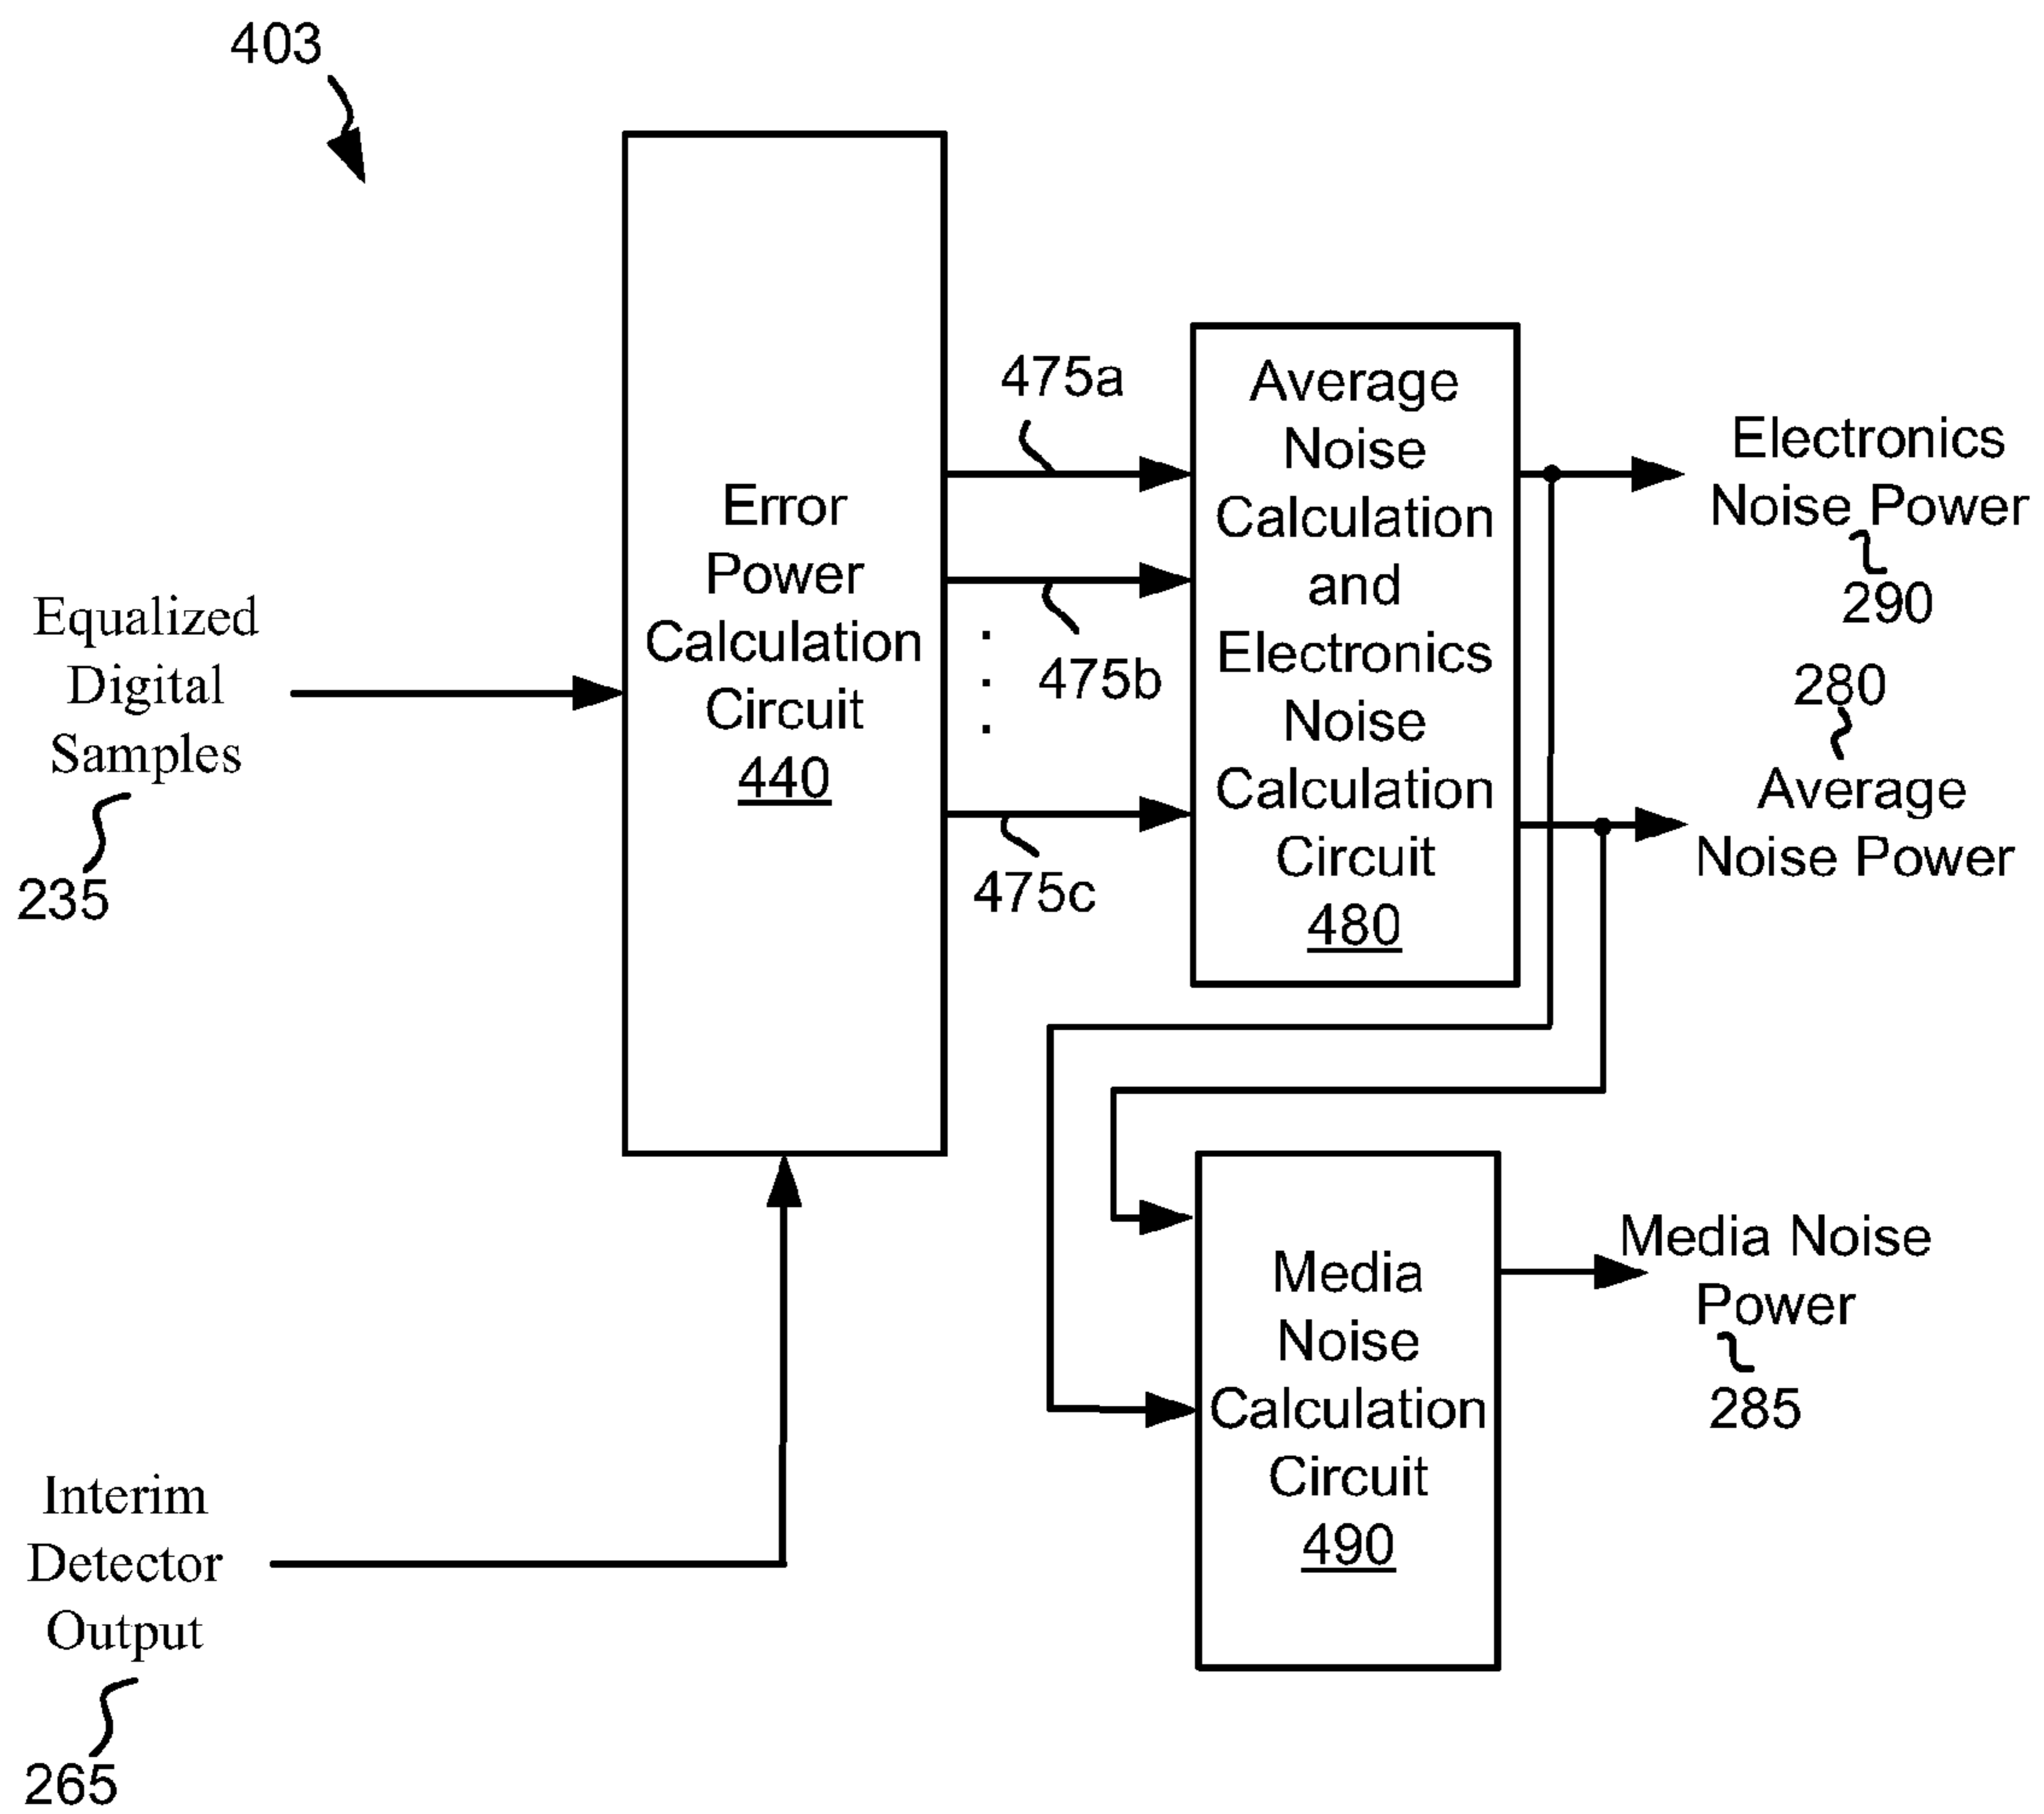 403
Error
Power
Calculation
Circuit
440
475a
475b
.
.
.
475c
Average
Noise
Calculation
and
Electronics
Noise
Calculation
Circuit
480
Electronics
Noise Power
290
280
Average
Noise Power
Equalized
Digital
Samples
235
Media
Noise
Calculation
Circuit
490
Media Noise
Power
285
Interim
Detector
Output
265